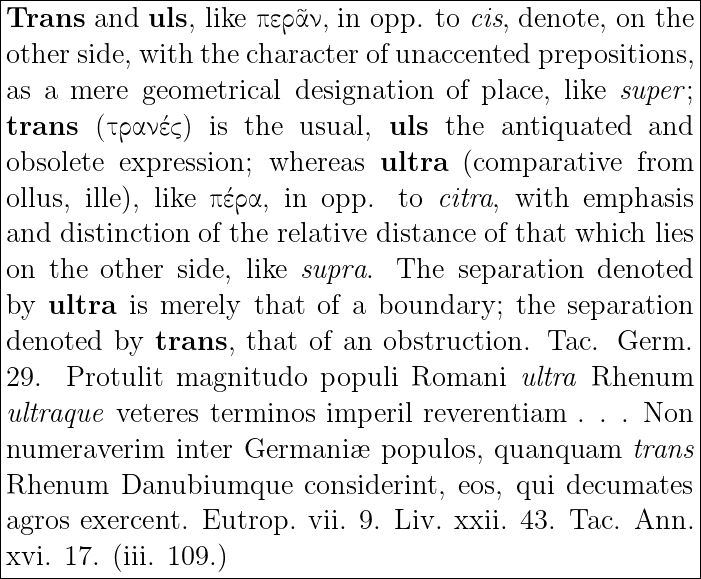 Trans and uls, like περᾶν, in opp. to cis, denote, on the
other side, with the character of unaccented prepositions,
as a mere geometrical designation of place, like super;
trans (τρανές) is the usual, uls the antiquated and
obsolete expression; whereas ultra (comparative from
ollus, ille), like πέρα, in opp. to citra, with emphasis
and distinction of the relative distance of that which lies
on the other side, like supra. The separation denoted
by ultra is merely that of a boundary; the separation
denoted by trans, that of an obstruction. Tac. Germ.
29. Protulit magnitudo populi Romani ultra Rhenum
ultraque veteres terminos imperil reverentiam . . . Non
numeraverim inter Germaniæ populos, quanquam trans
Rhenum Danubiumque considerint, eos, qui decumates
agros exercent. Eutrop. vii. 9. Liv. xxii. 43. Tac. Ann.
xvi. 17. (iii. 109.)